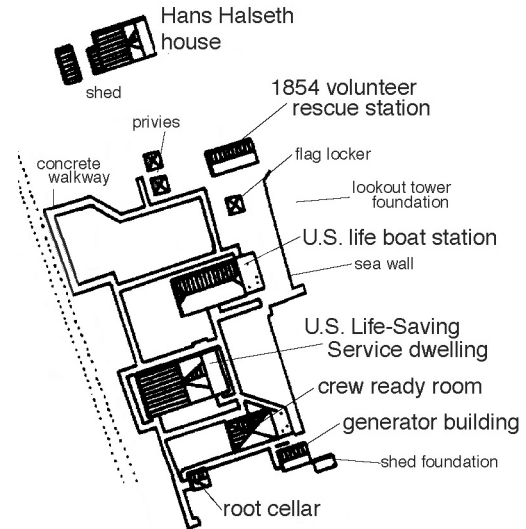 Hans Halseth
house
shed
1854 volunteer
rescue station
privies
flag locker
concrete
walkway
lookout tower
foundation
U.S. life boat station
sea wall
U.S. Life-Saving
Service dwelling
crew ready room
generator building
shed foundation
root cellar